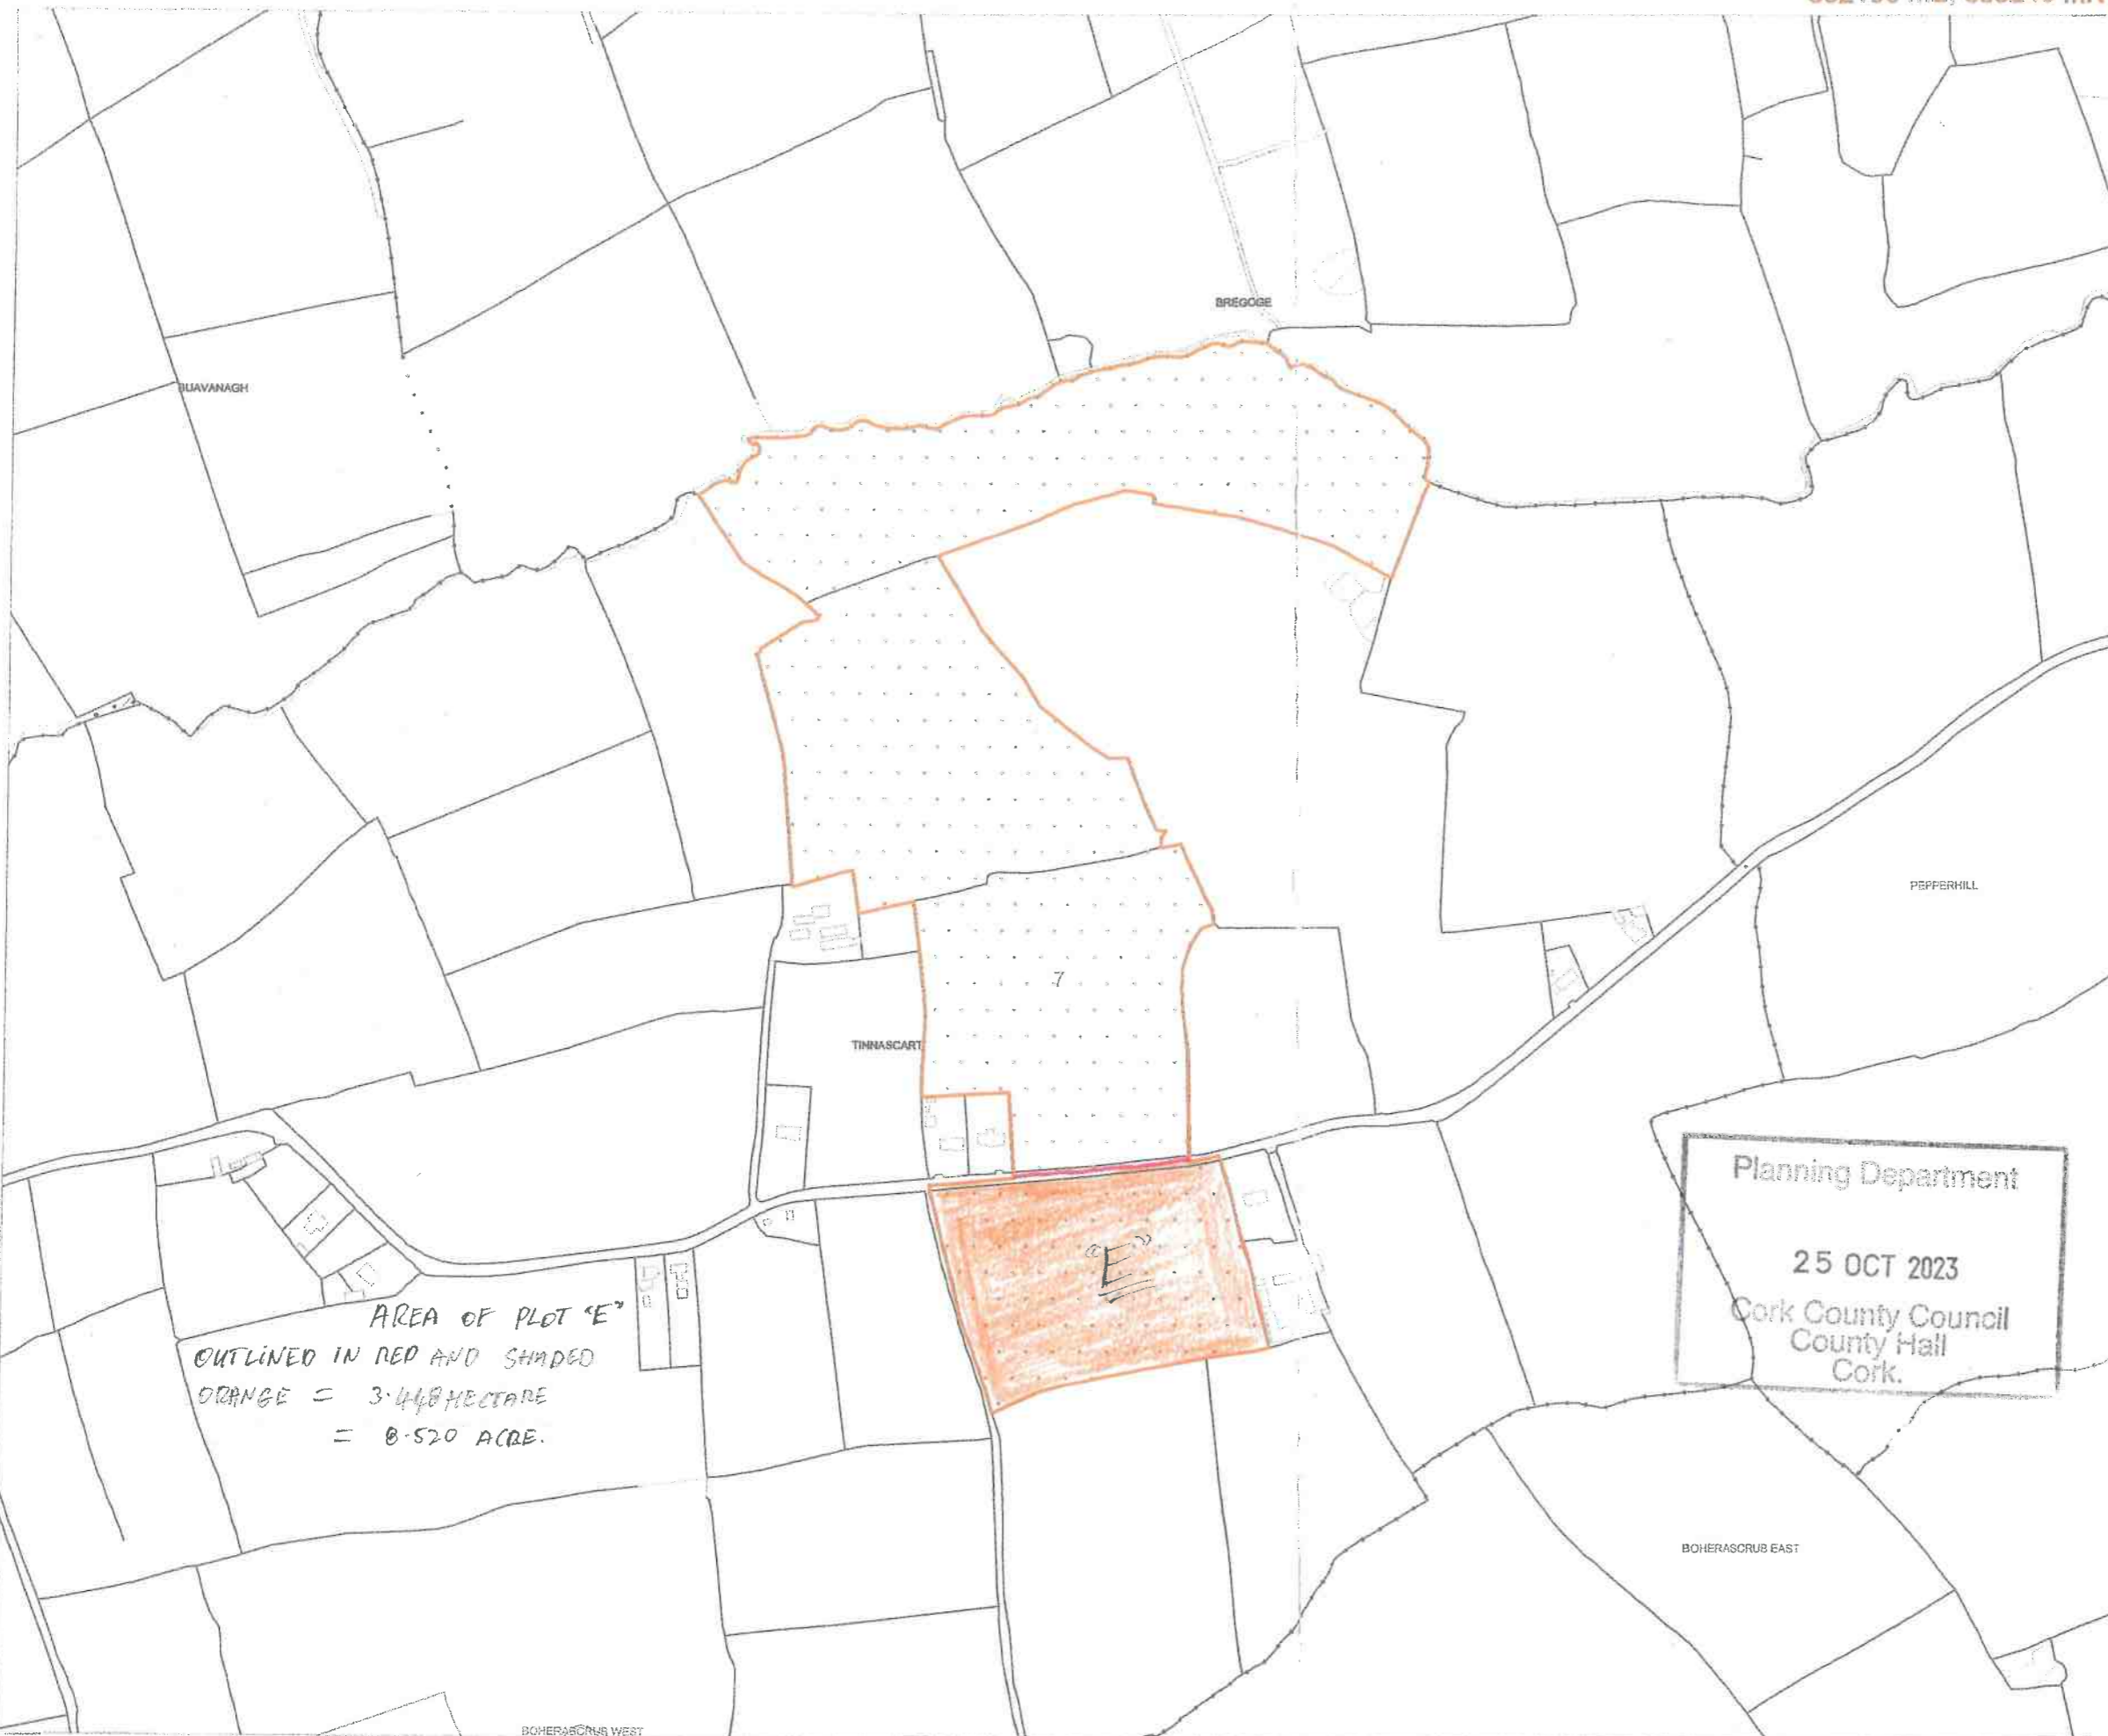 BREGOGE
PEPPERHILL
7
TINNASCART
Planning Department
25 OCT 2023
Cork County Council
County Hall
Cork.
"E"
AREA OF PLOT "E"
OUTLINED IN RED AND SHADED
ORANGE = 3.448 HECTARE
= 8.520 ACRE.
BOHERASCRUB EAST
BOHERASCRUB WEST